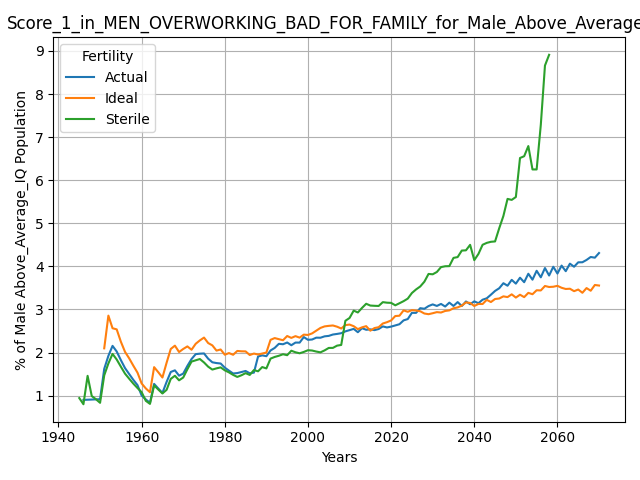 Score_1_in_MEN_OVERWORKING_BAD_FOR_FAMILY_for_Male_Above_Average
Fertility
Actual
Ideal
Sterile
% of Male Above_Average_IQ Population
9
8
7
6
5
4
3
2
1
1940 1960 1980 2000 2020 2040 2060
Years